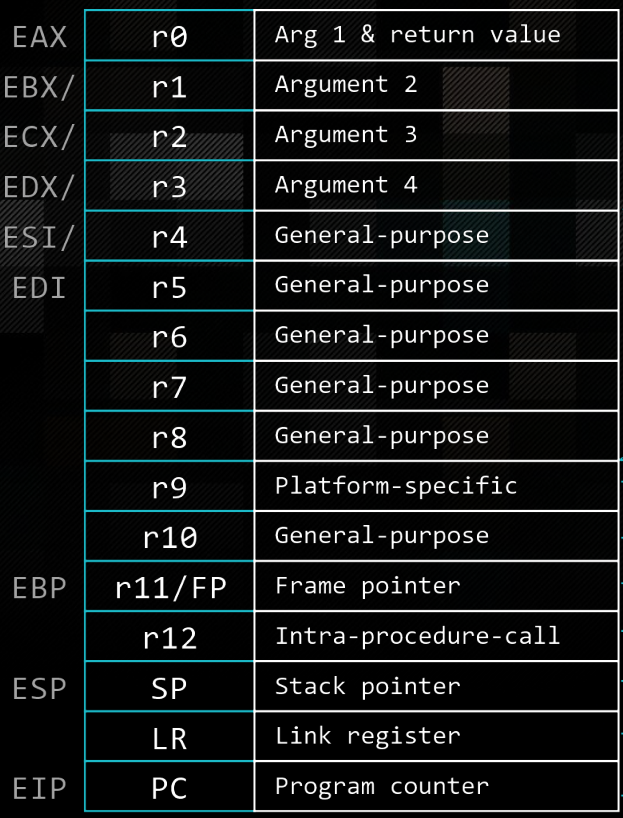 EAX r0 Arg 1 & return value
EBX/ r1 Argument 2
ECX/ r2 Argument 3
EDX/ r3 Argument 4
ESI/ r4 General-purpose
EDI r5 General-purpose
r6 General-purpose
r7 General-purpose
r8 General-purpose
r9 Platform-specific
r10 General-purpose
EBP r11/FP Frame pointer
r12 Intra-procedure-call
ESP SP Stack pointer
LR Link register
EIP PC Program counter